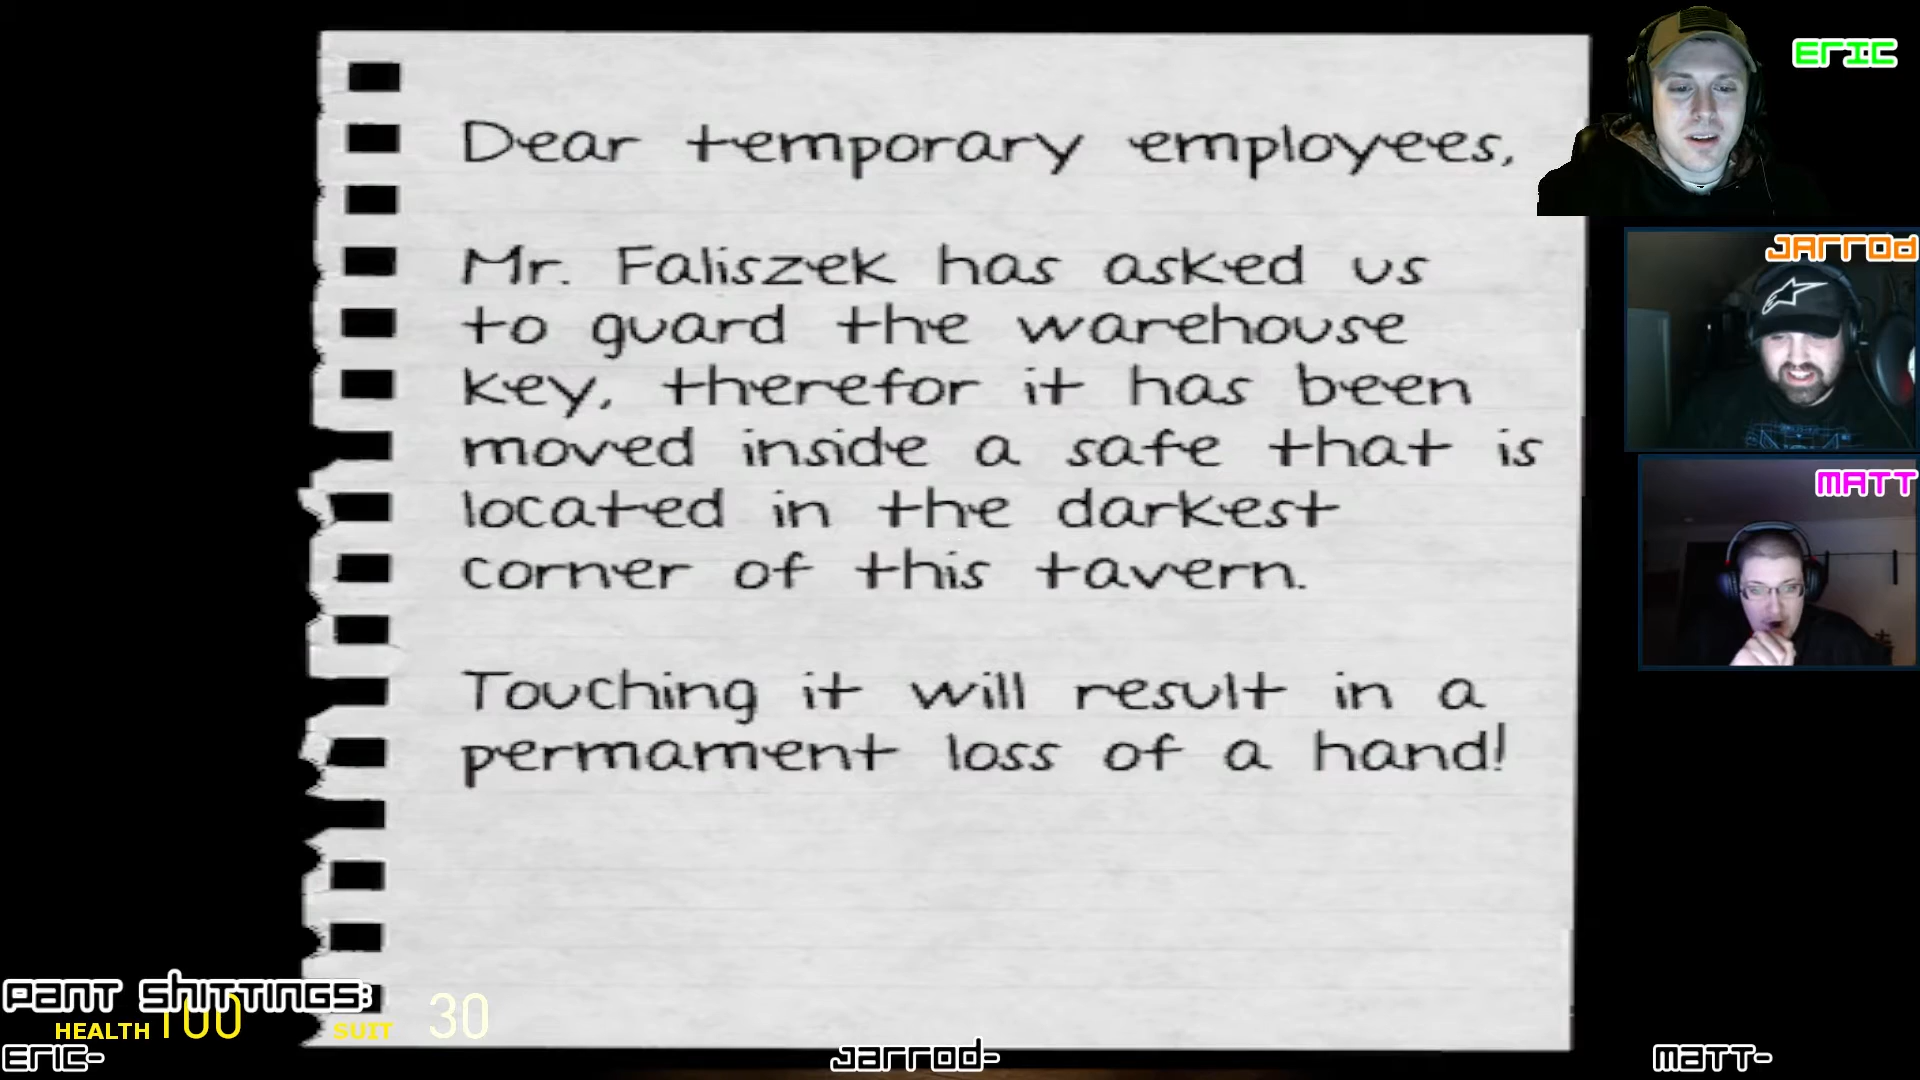 ERIC
Dear temporary employees,
JARROD
Mr. Faliszek has asked us
to guard the warehouse
key, therefor it has been
moved inside a safe that is
MATT
located in the darkest
corner of this tavern.
Touching it will result in a
permament loss of a hand!
PANT SHITTINGS:
HEALTH 100 SUIT 30
ERIC- JARROD- MATT-